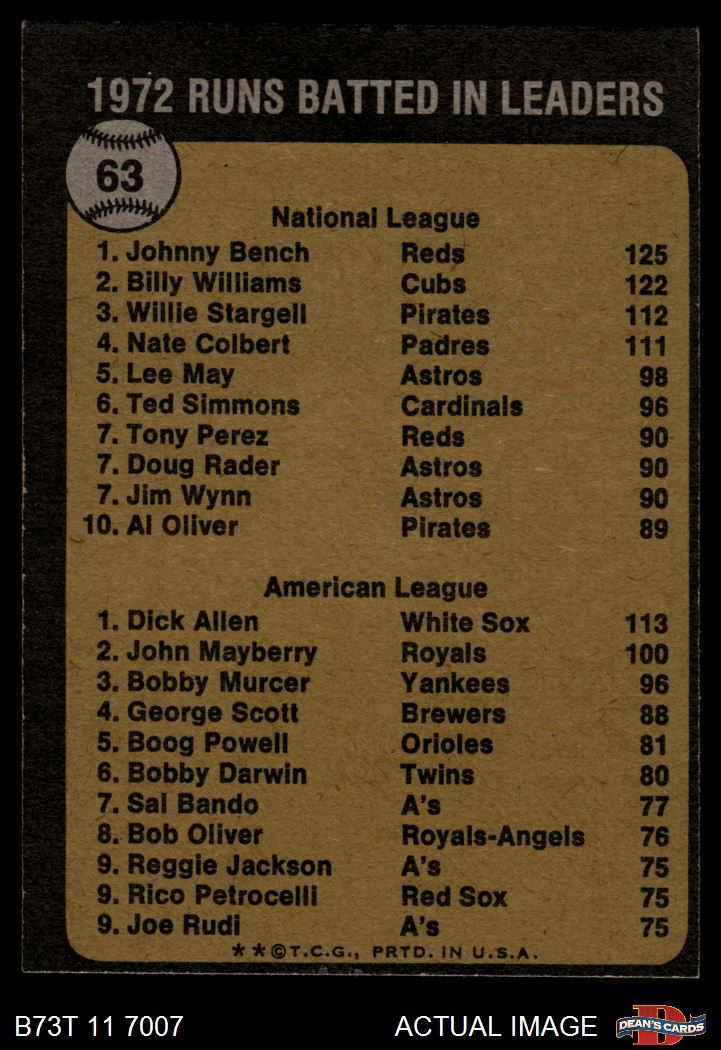 1972 RUNS BATTED IN LEADERS
63
National League
1. Johnny Bench Reds 125
2. Billy Williams Cubs 122
3. Willie Stargell Pirates 112
4. Nate Colbert Padres 111
5. Lee May Astros 98
6. Ted Simmons Cardinals 96
7. Tony Perez Reds 90
7. Doug Rader Astros 90
7. Jim Wynn Astros 90
10. Al Oliver Pirates 89
American League
1. Dick Allen White Sox 113
2. John Mayberry Royals 100
3. Bobby Murcer Yankees 96
4. George Scott Brewers 88
5. Boog Powell Orioles 81
6. Bobby Darwin Twins 80
7. Sal Bando A's 77
8. Bob Oliver Royals-Angels 76
9. Reggie Jackson A's 75
9. Rico Petrocelli Red Sox 75
9. Joe Rudi A's 75
* * ©T.C.G., PRTD. IN U.S.A.
B73T 11 7007 ACTUAL IMAGE D DEAN'S CARDS